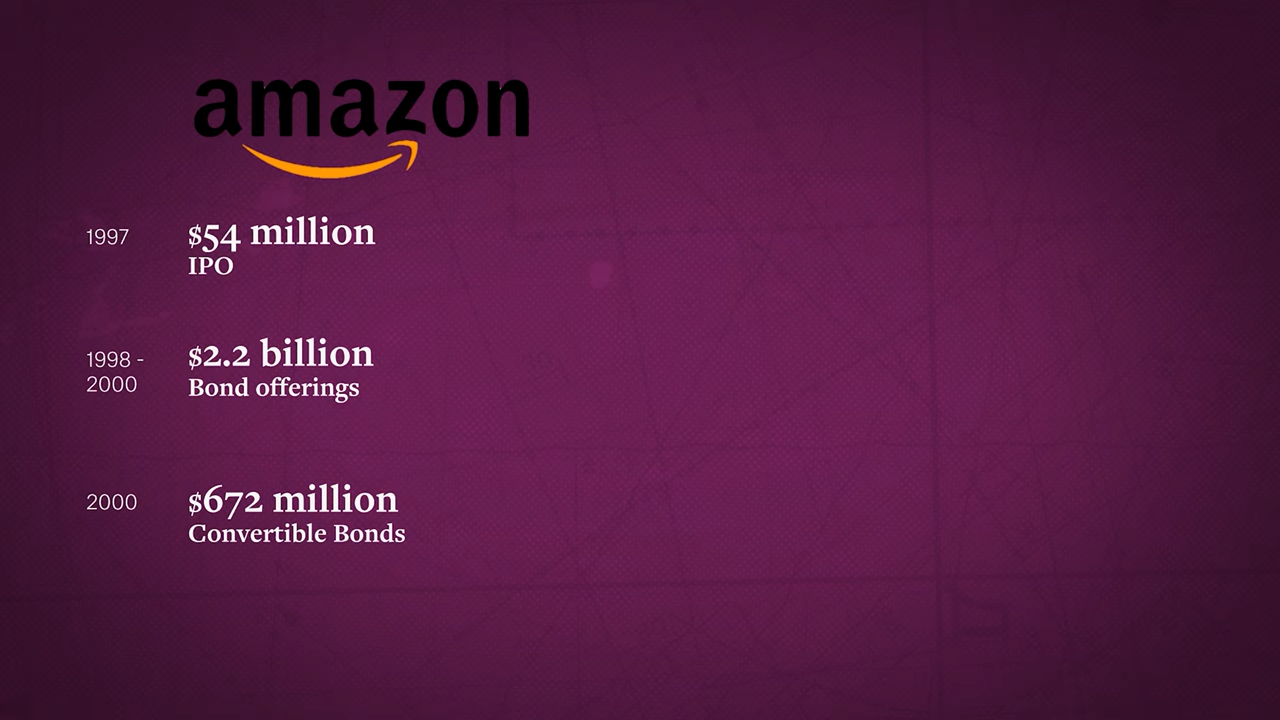 amazon
1997
$54 million
IPO
1998 -
2000
$2.2 billion
Bond offerings
2000
$672 million
Convertible Bonds